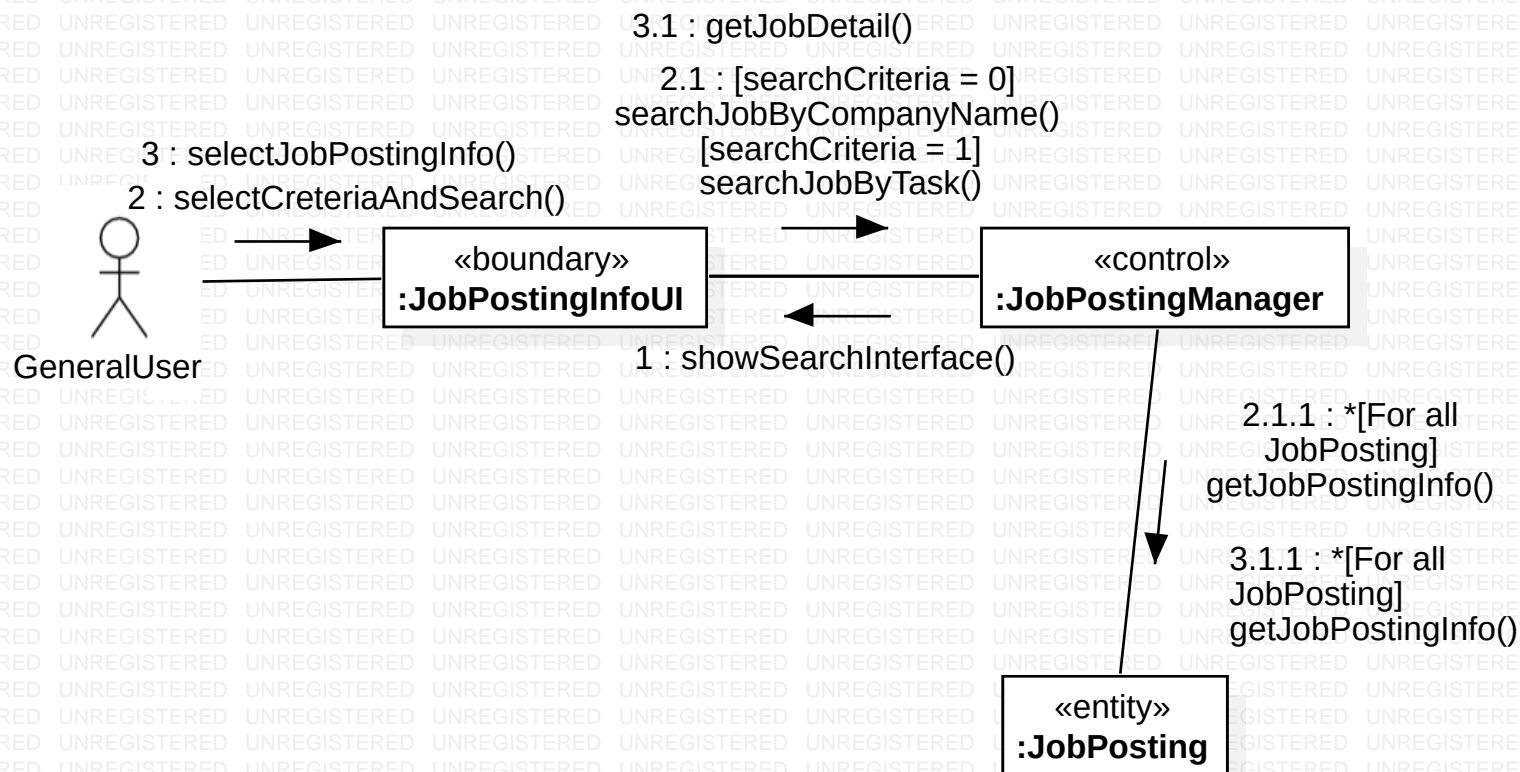 3.1 : getJobDetail()
2.1 : [searchCriteria = 0]
searchJobByCompanyName()
[searchCriteria = 1]
searchJobByTask()
3 : selectJobPostingInfo()
2 : selectCreteriaAndSearch()
«boundary»
:JobPostingInfoUI
«control»
:JobPostingManager
GeneralUser
1 : showSearchInterface()
2.1.1 : *[For all
JobPosting]
getJobPostingInfo()
3.1.1 : *[For all
JobPosting]
getJobPostingInfo()
«entity»
:JobPosting
UNREGISTERED